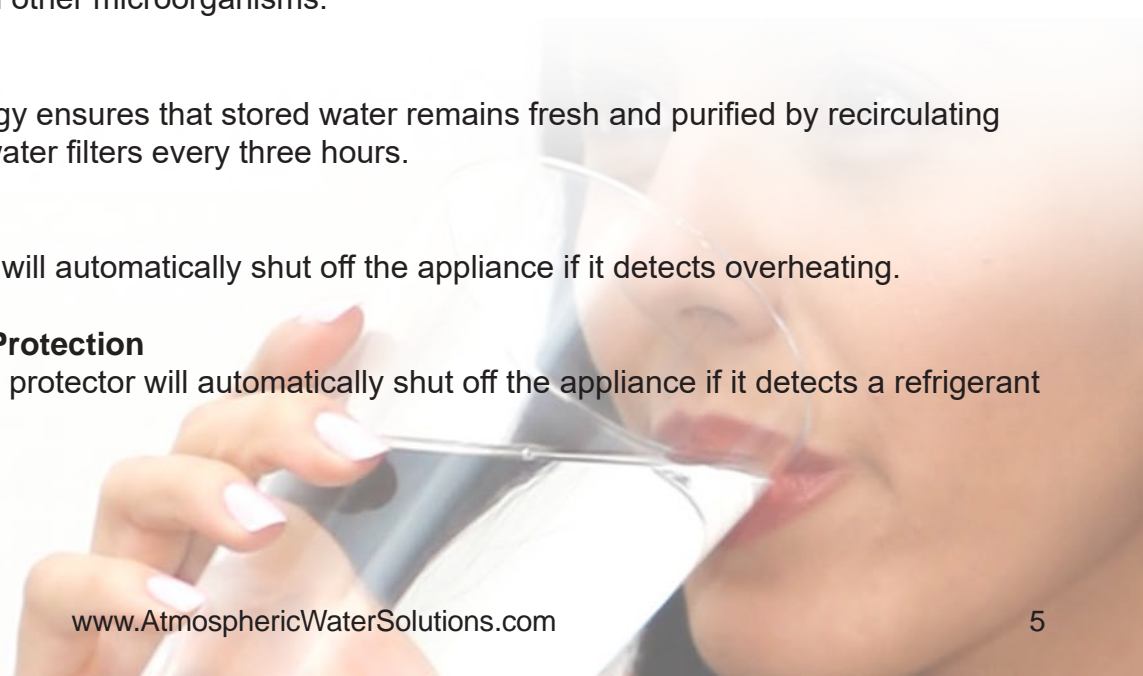 other microorganisms.
gy ensures that stored water remains fresh and purified by recirculating
water filters every three hours.
will automatically shut off the appliance if it detects overheating.
Protection
protector will automatically shut off the appliance if it detects a refrigerant
www.AtmosphericWaterSolutions.com 5